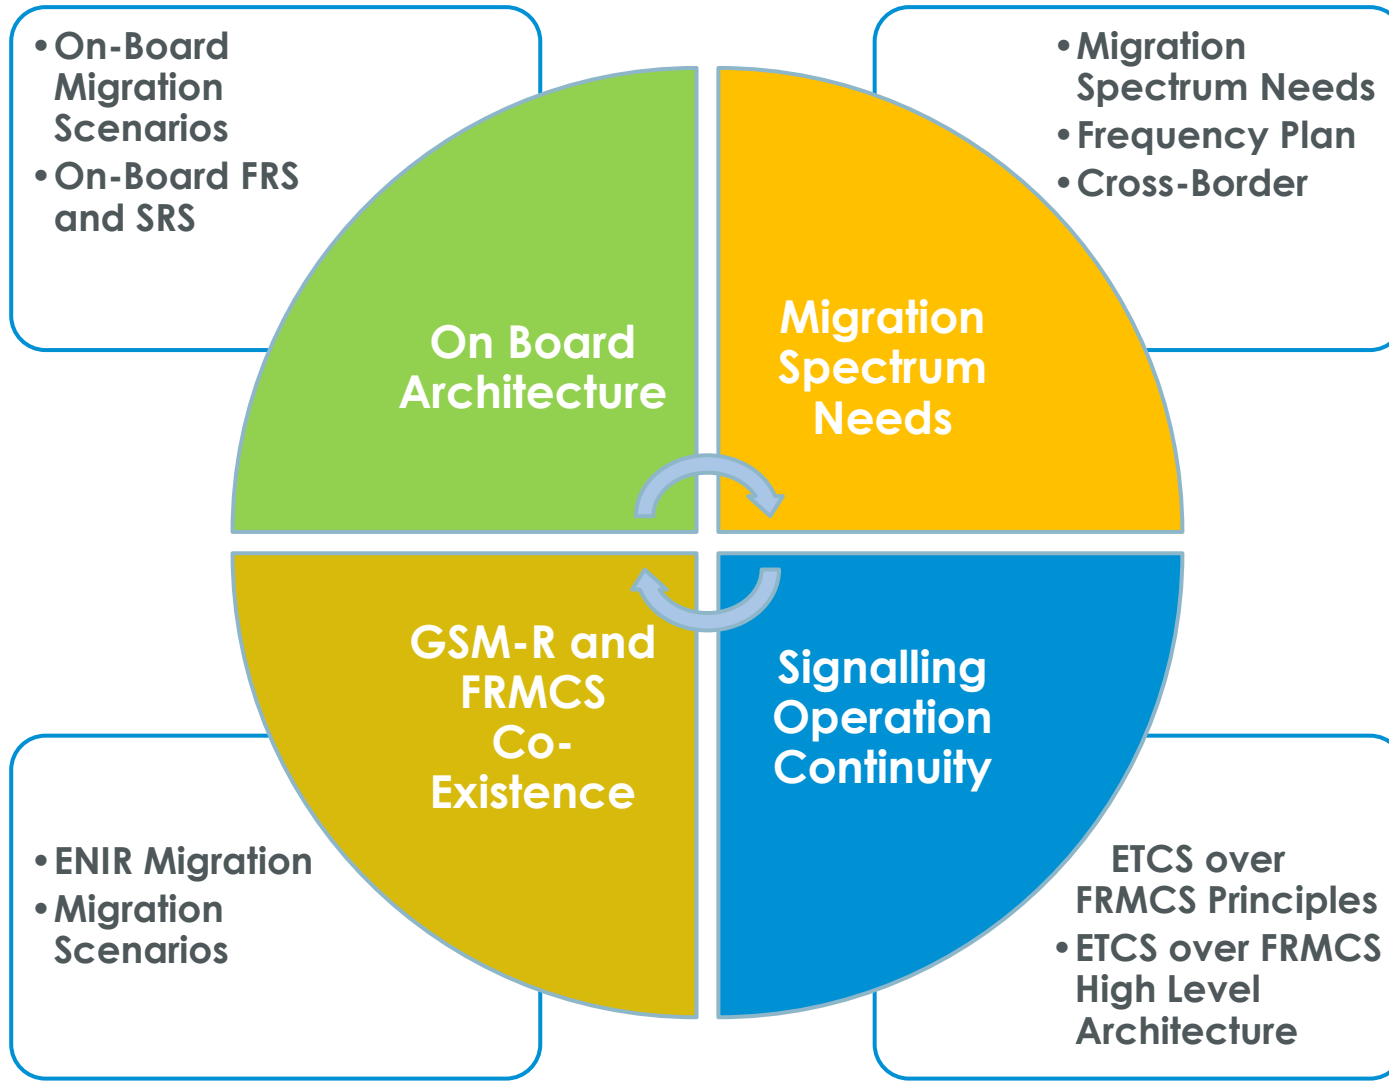 • On-Board
Migration
Scenarios
• On-Board FRS
and SRS
• Migration
Spectrum Needs
• Frequency Plan
• Cross-Border
On Board
Architecture
Migration
Spectrum
Needs
GSM-R and
FRMCS
Co-
Existence
Signalling
Operation
Continuity
• ENIR Migration
• Migration
Scenarios
ETCS over
FRMCS Principles
• ETCS over FRMCS
High Level
Architecture